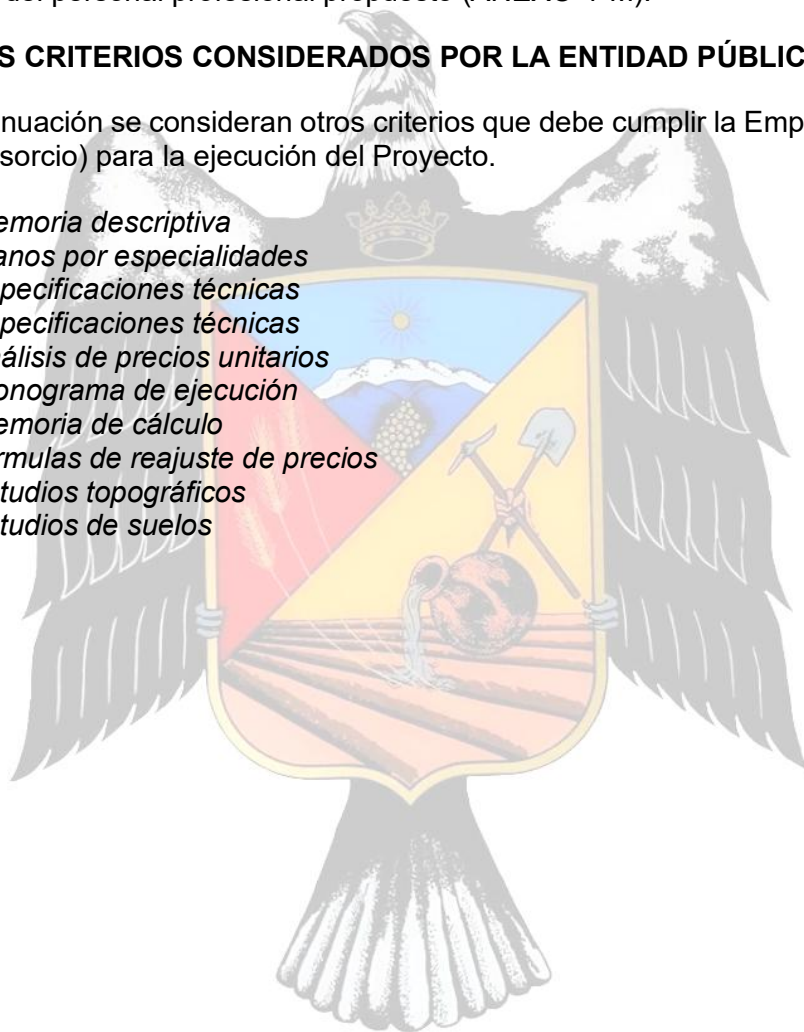 del personal profesional propuesto
S CRITERIOS CONSIDERADOS POR LA ENTIDAD PÚBLIC
nuación se consideran otros criterios que debe cumplir la Emp
sorcio) para la ejecución del Proyecto.
emoria descriptiva
anos por especialidades
pecificaciones técnicas
pecificaciones técnicas
álisis de precios unitarios
onograma de ejecución
emoria de cálculo
rmulas de reajuste de precios
tudios topográficos
tudios de suelos